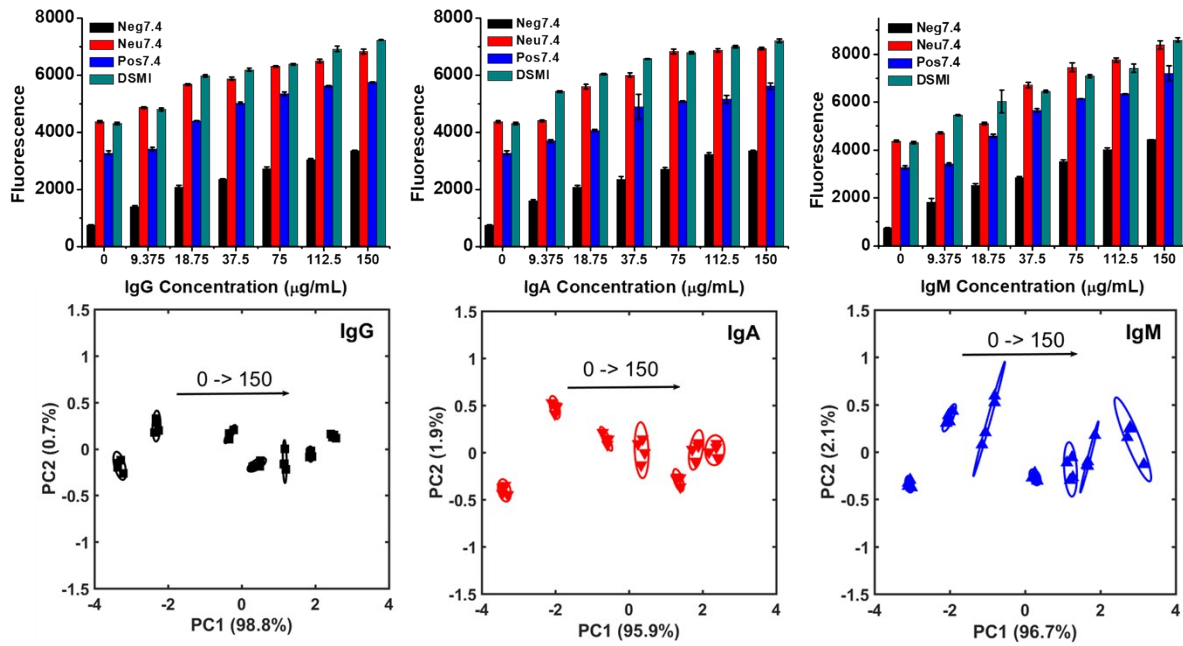 8000
6000
4000
2000
0
Fluorescence
Neg7.4
Neu7.4
Pos7.4
DSMI
0 9.375 18.75 37.5 75 112.5 150
IgG Concentration (μg/mL)
8000
6000
4000
2000
0
Fluorescence
Neg7.4
Neu7.4
Pos7.4
DSMI
0 9.375 18.75 37.5 75 112.5 150
IgA Concentration (μg/mL)
8000
6000
4000
2000
0
Fluorescence
Neg7.4
Neu7.4
Pos7.4
DSMI
0 9.375 18.75 37.5 75 112.5 150
IgM Concentration (μg/mL)
1.5
1
0.5
0
-0.5
-1
-1.5
PC2 (0.7%)
IgG
0 -> 150
-4 -2 0 2 4
PC1 (98.8%)
1.5
1
0.5
0
-0.5
-1
-1.5
PC2 (1.9%)
IgA
0 -> 150
-4 -2 0 2 4
PC1 (95.9%)
1.5
1
0.5
0
-0.5
-1
-1.5
PC2 (2.1%)
IgM
0 -> 150
-4 -2 0 2 4
PC1 (96.7%)